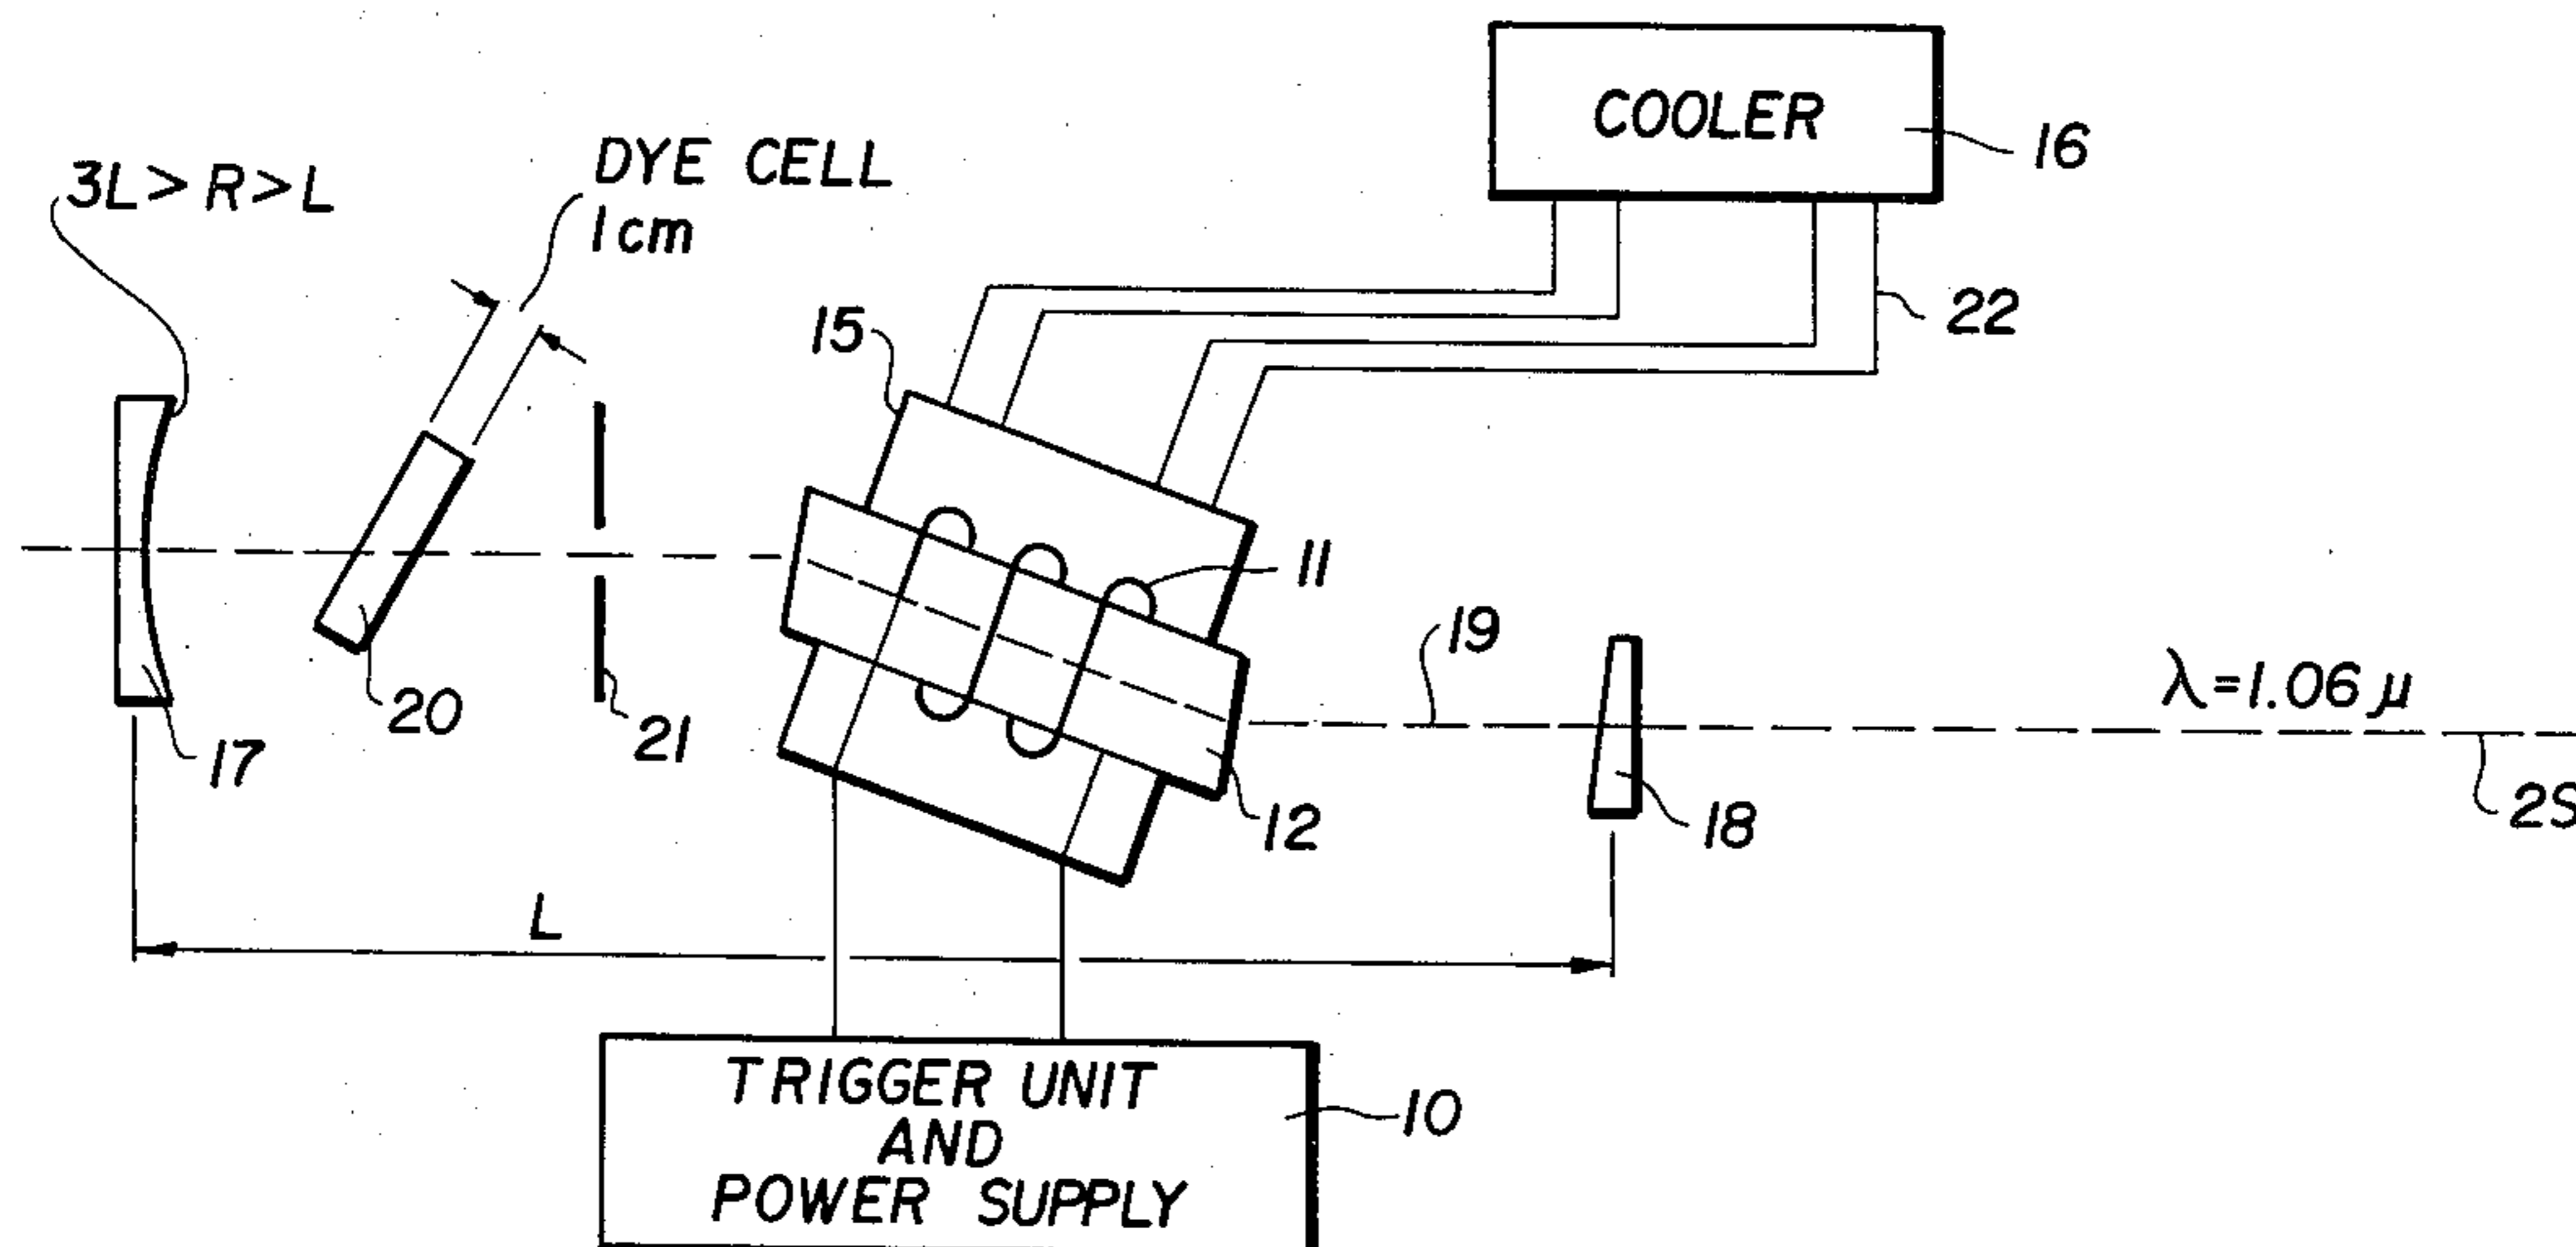 COOLER
16
DYE CELL
1cm
3L>R>L
22
15
11
19
λ=1.06μ
20
21
17
12
18
L
TRIGGER UNIT
AND
POWER SUPPLY
10